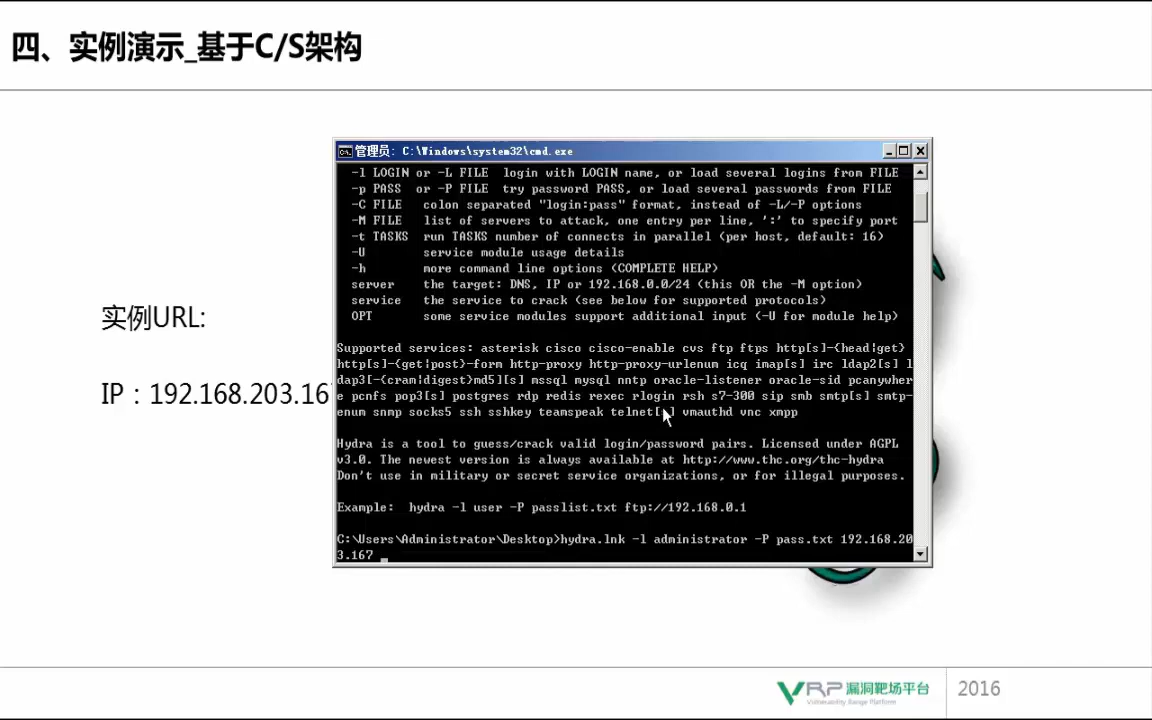 四、实例演示_基于C/S架构
管理员: C:\Windows\system32\cmd.exe
-l LOGIN or -L FILE login with LOGIN name, or load several logins from FILE
-p PASS or -P FILE try password PASS, or load several passwords from FILE
-C FILE colon separated "login:pass" format, instead of -L/-P options
-M FILE list of servers to attack, one entry per line, ':' to specify port
-t TASKS run TASKS number of connects in parallel (per host, default: 16)
-U service module usage details
-h more command line options (COMPLETE HELP)
server the target: DNS, IP or 192.168.0.0/24 (this OR the -M option)
service the service to crack (see below for supported protocols)
OPT some service modules support additional input (-U for module help)
Supported services: asterisk cisco cisco-enable cvs ftp ftps http[s]-{head|get}
http[s]-{get|post}-form http-proxy http-proxy-urlenum icq imap[s] irc ldap2[s] l
dap3[-{cram|digest}md5][s] mssql mysql nntp oracle-listener oracle-sid pcanywher
e pcnfs pop3[s] postgres rdp redis rexec rlogin rsh s7-300 sip smb smtp[s] smtp-
enum snmp socks5 ssh sshkey teamspeak telnet[s] vmauthd vnc xmpp
Hydra is a tool to guess/crack valid login/password pairs. Licensed under AGPL
v3.0. The newest version is always available at http://www.thc.org/thc-hydra
Don't use in military or secret service organizations, or for illegal purposes.
Example: hydra -l user -P passlist.txt ftp://192.168.0.1
C:\Users\Administrator\Desktop>hydra.lnk -l administrator -P pass.txt 192.168.20
3.167 _
实例URL:
IP：192.168.203.167
VRP 漏洞靶场平台
Vulnerability Range Platform
2016